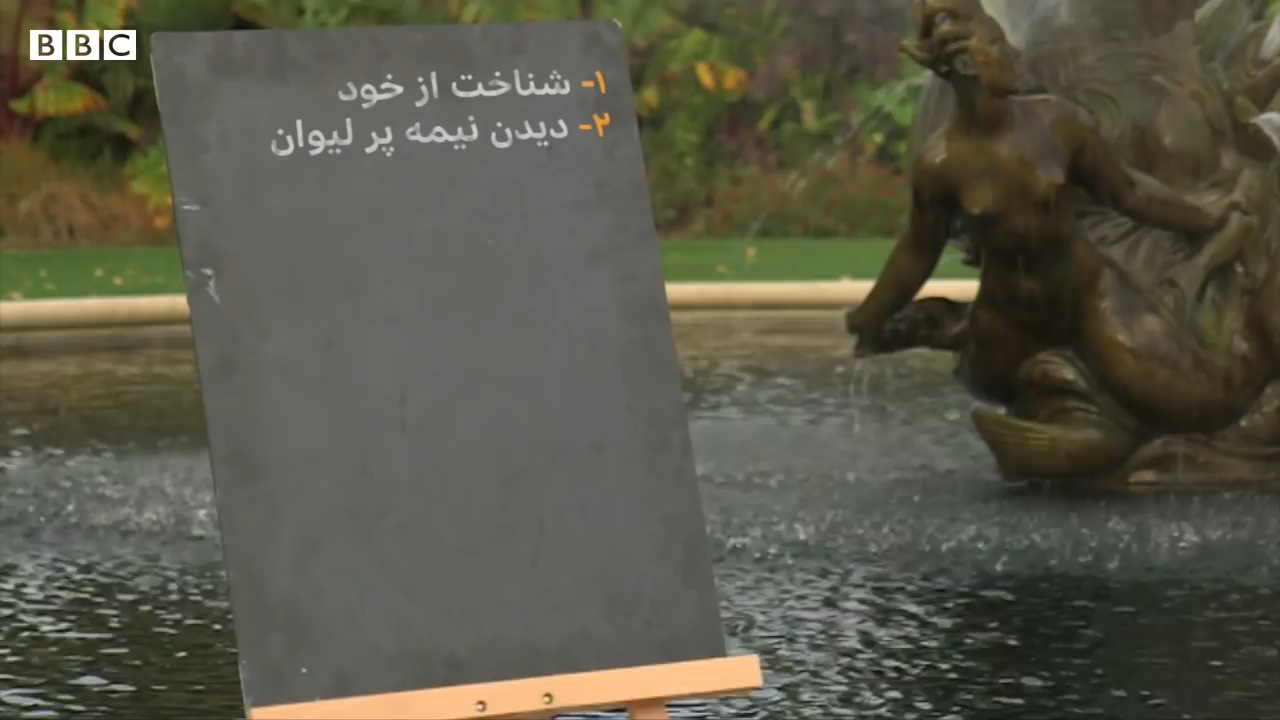 BBC
۱- شناخت از خود
۲- دیدن نیمه پر لیوان